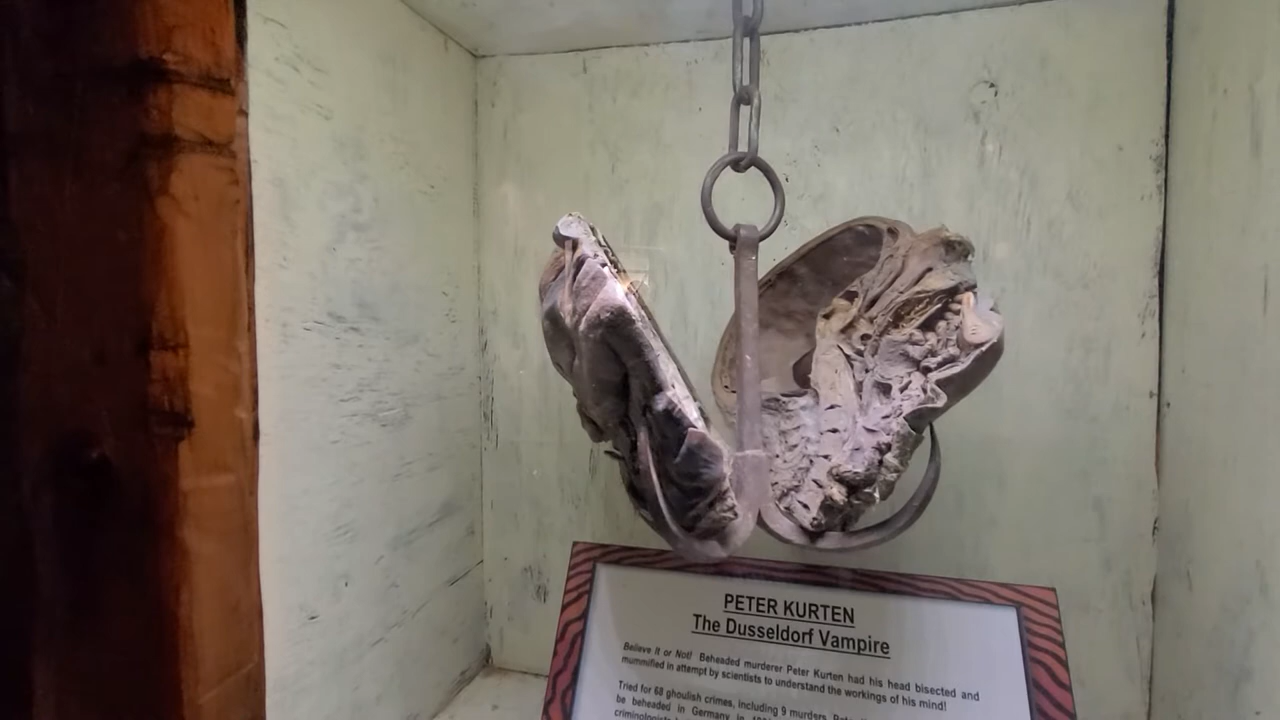 PETER KURTEN
The Dusseldorf Vampire
Believe It or Not! Beheaded murderer Peter Kurten had his head bisected and
mummified in attempt by scientists to understand the workings of his mind!
Tried for 68 ghoulish crimes, including 9 murders,
be beheaded in Germany in